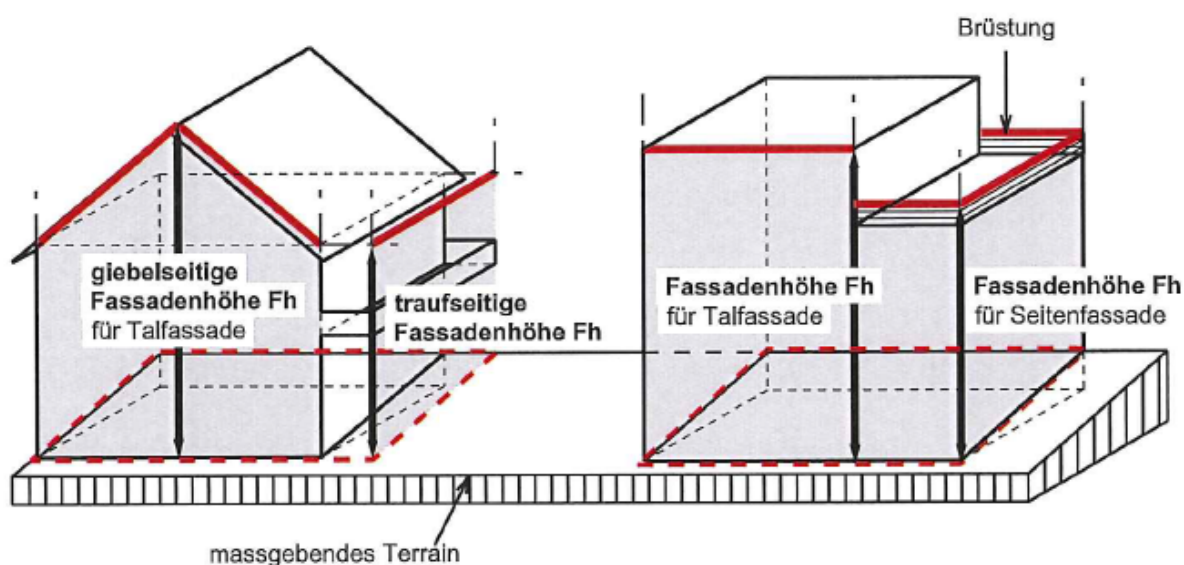 Brüstung
giebelseitige
Fassadenhöhe Fh
für Talfassade
traufseitige
Fassadenhöhe Fh
Fassadenhöhe Fh
für Talfassade
Fassadenhöhe Fh
für Seitenfassade
massgebendes Terrain